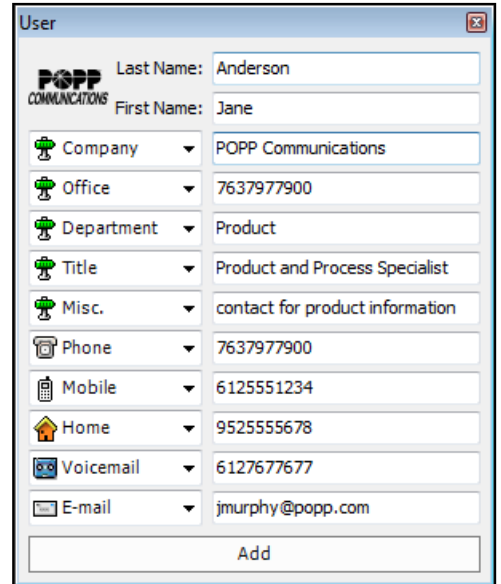 User
POPP
COMMUNICATIONS
Last Name: Anderson
First Name: Jane
Company POPP Communications
Office 7637977900
Department Product
Title Product and Process Specialist
Misc. contact for product information
Phone 7637977900
Mobile 6125551234
Home 9525555678
Voicemail 6127677677
E-mail jmurphy@popp.com
Add